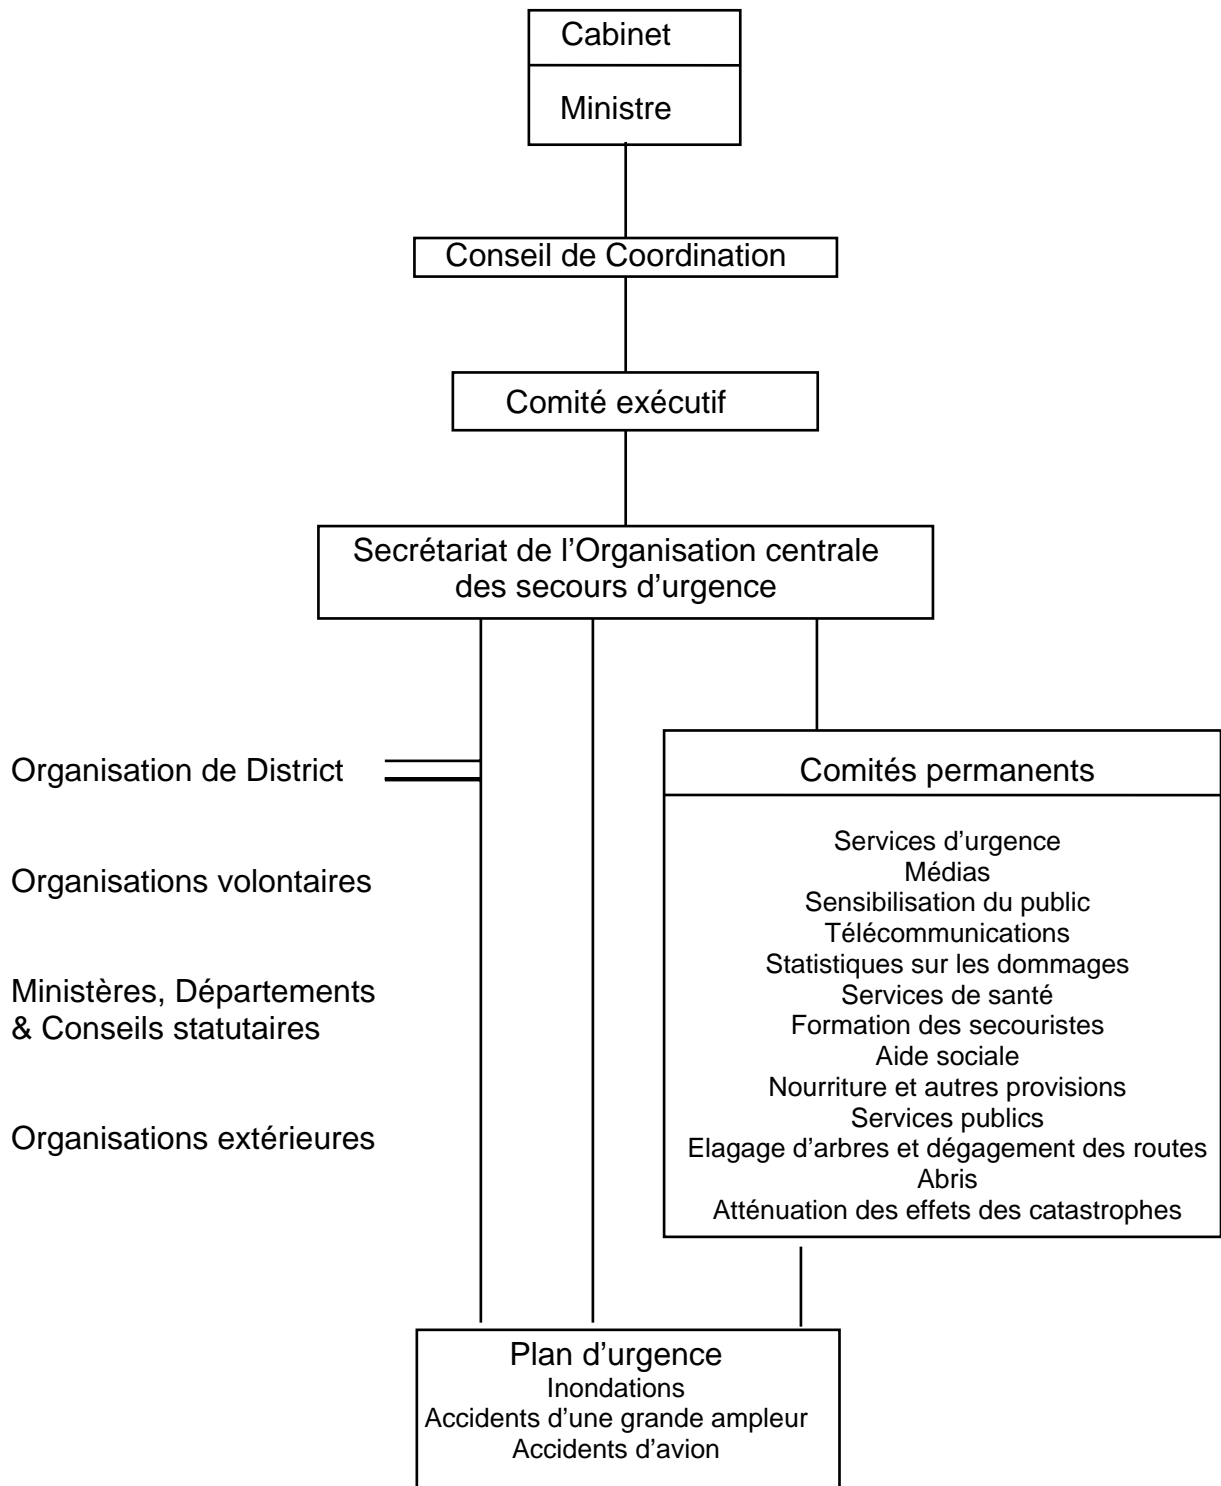 Cabinet
Ministre
Conseil de Coordination
Comité exécutif
Secrétariat de l’Organisation centrale
des secours d’urgence
Organisation de District
Organisations volontaires
Ministères, Départements
& Conseils statutaires
Organisations extérieures
Comités permanents
Services d’urgence
Médias
Sensibilisation du public
Télécommunications
Statistiques sur les dommages
Services de santé
Formation des secouristes
Aide sociale
Nourriture et autres provisions
Services publics
Elagage d’arbres et dégagement des routes
Abris
Atténuation des effets des catastrophes
Plan d’urgence
Inondations
Accidents d’une grande ampleur
Accidents d’avion